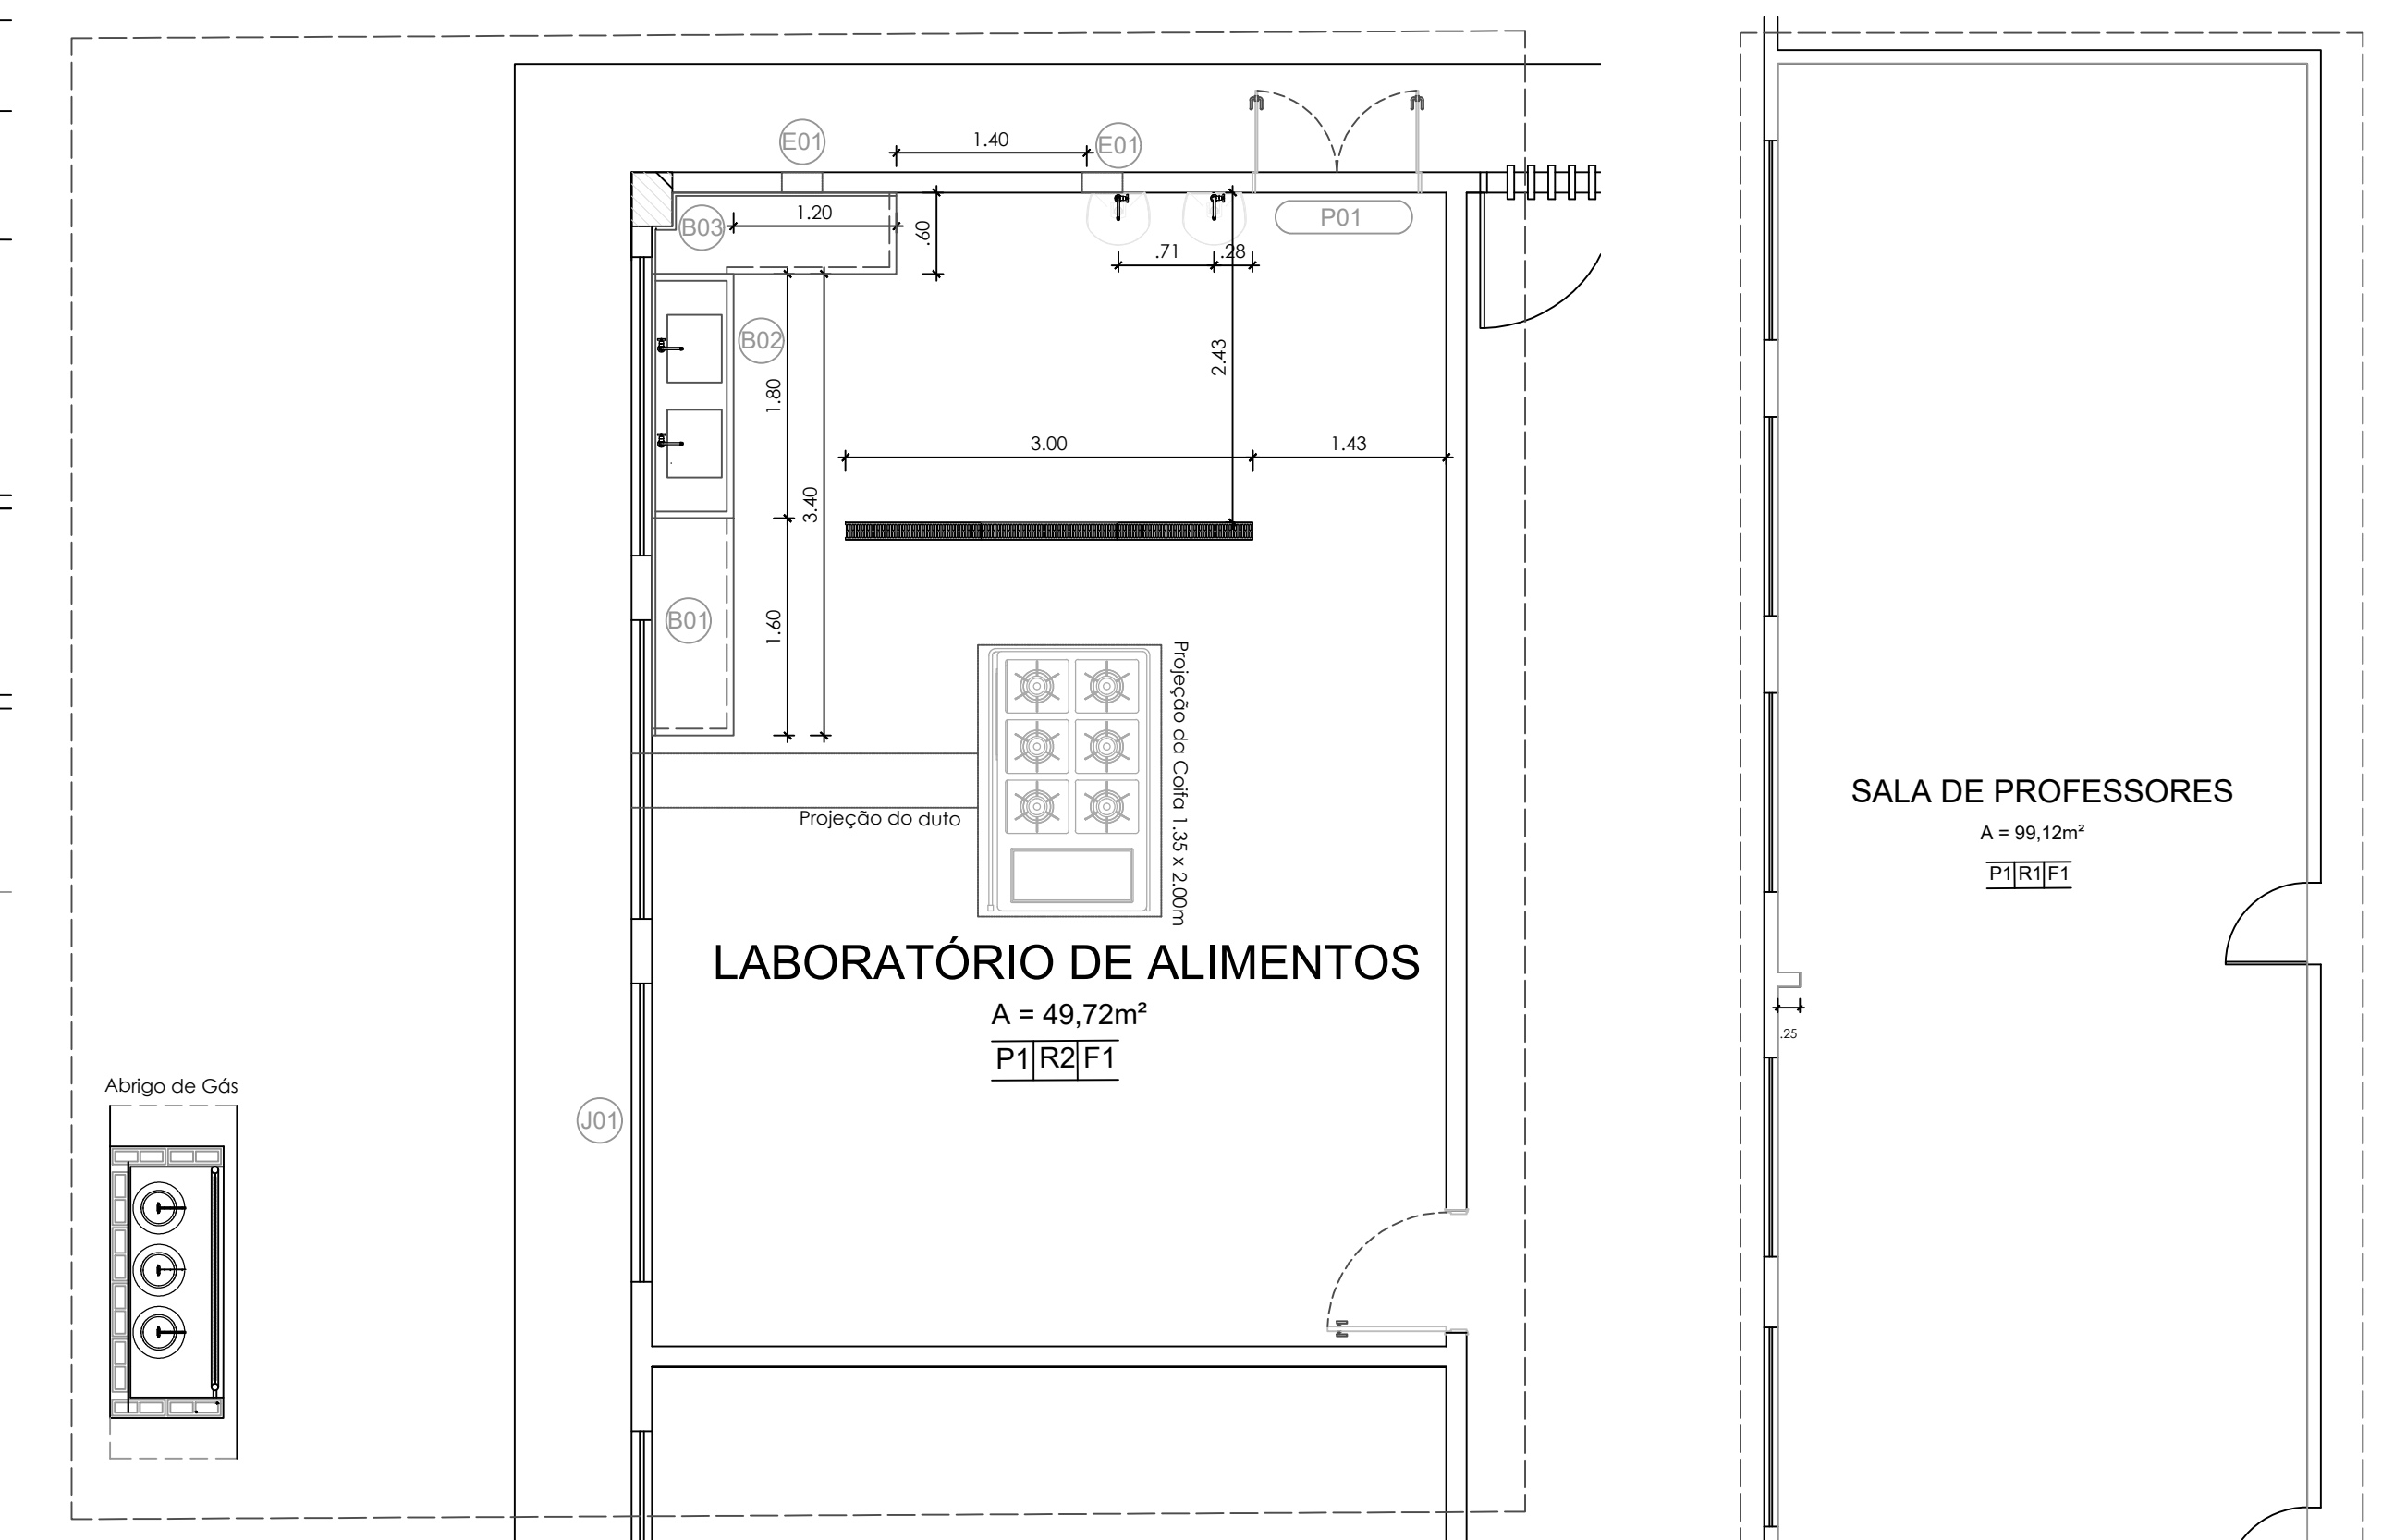 E01
1.40
E01
B03
1.20
.60
P01
.71
.28
B02
1.80
2.43
3.00
1.43
3.40
B01
1.60
Projeção da Coifa 1.35 x 2.00m
Projeção do duto
LABORATÓRIO DE ALIMENTOS
A = 49,72m²
P1 R2 F1
J01
Abrigo de Gás
SALA DE PROFESSORES
A = 99,12m²
P1 R1 F1
.25